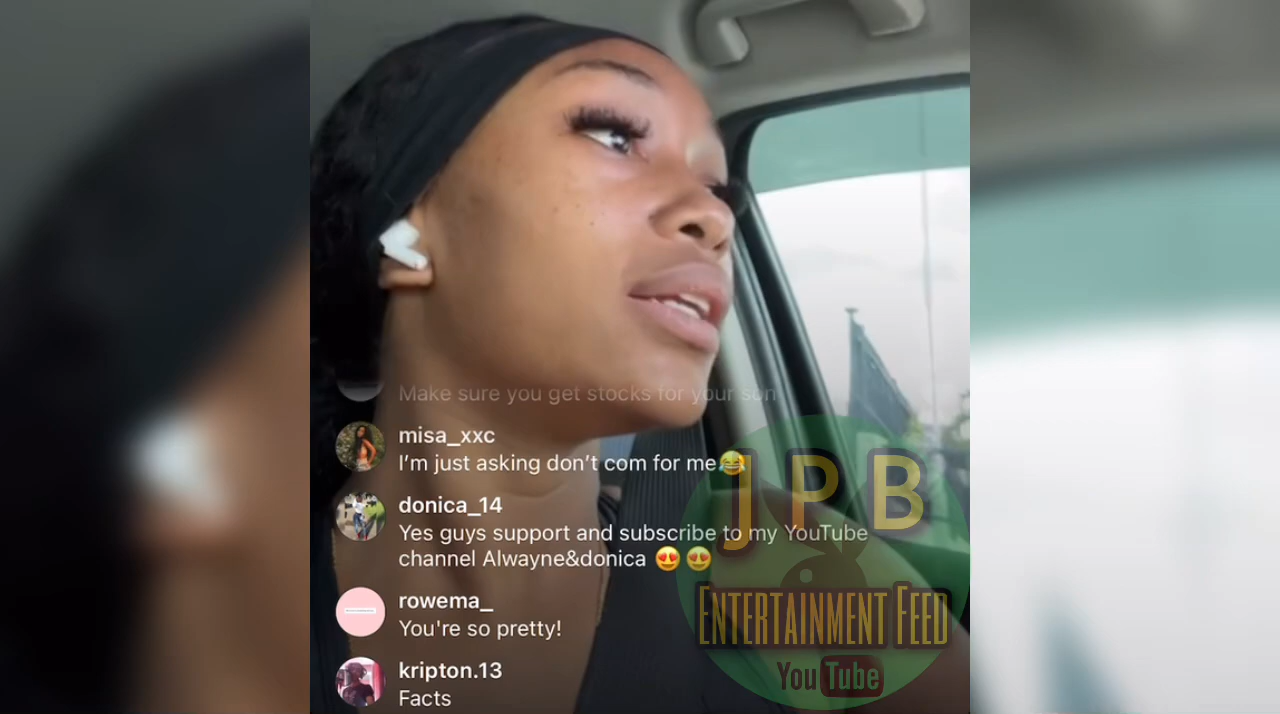 Make sure you get stocks for your son
misa_xxc
I’m just asking don’t com for me😂
donica_14
Yes guys support and subscribe to my YouTube
channel Alwayne&donica 😍😍
rowema_
You're so pretty!
kripton.13
Facts
JPB
ENTERTAINMENT FEED
YouTube